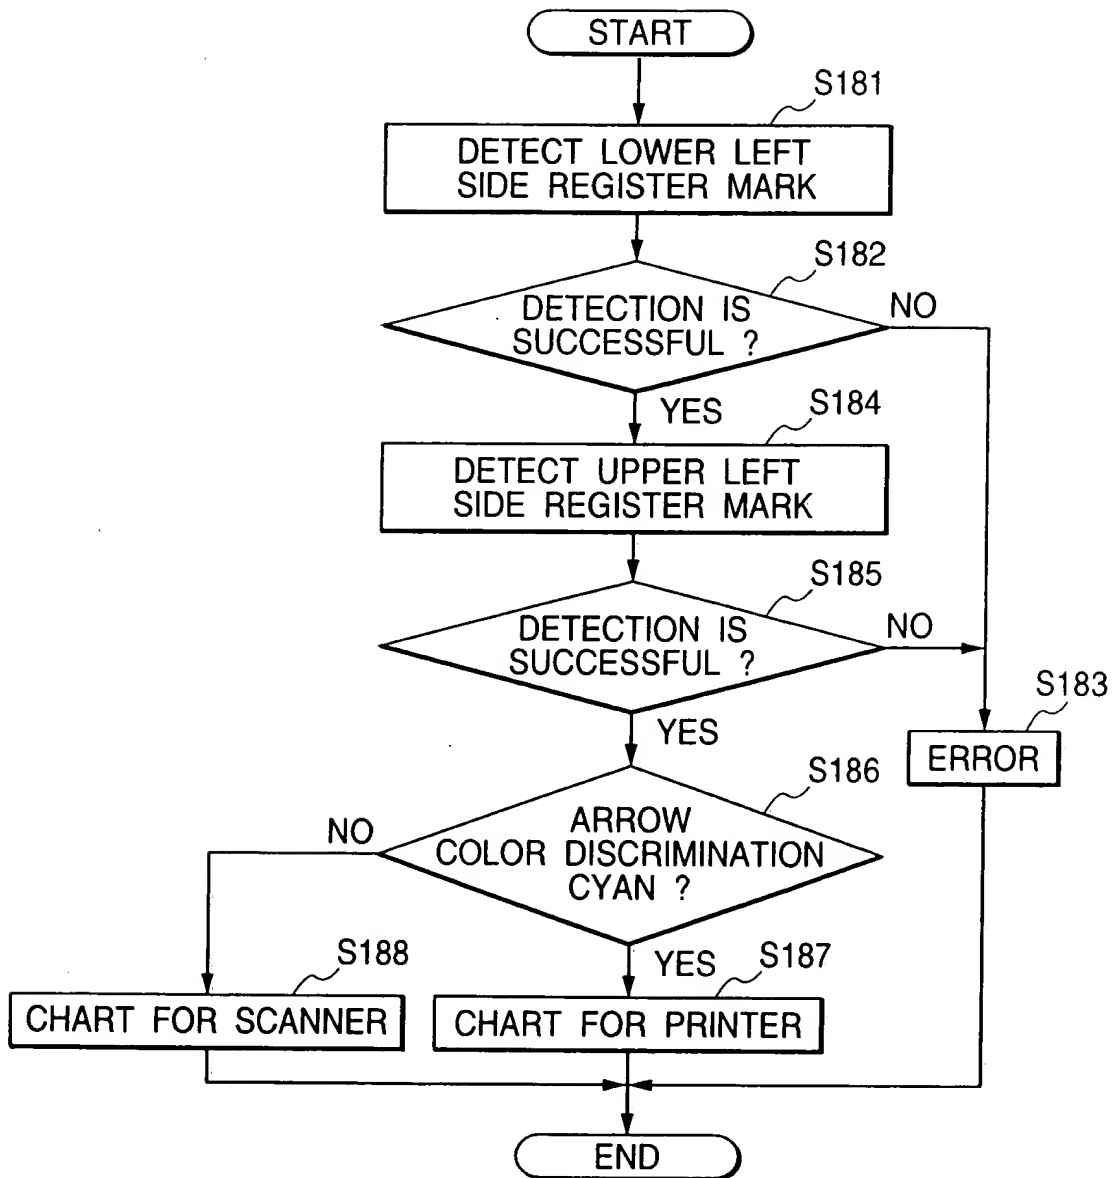 START
S181
DETECT LOWER LEFT
SIDE REGISTER MARK
S182
DETECTION IS
SUCCESSFUL ?
NO
YES
S184
DETECT UPPER LEFT
SIDE REGISTER MARK
S185
DETECTION IS
SUCCESSFUL ?
NO
YES
S183
ERROR
S186
ARROW
COLOR DISCRIMINATION
CYAN ?
NO
YES
S188
CHART FOR SCANNER
S187
CHART FOR PRINTER
END